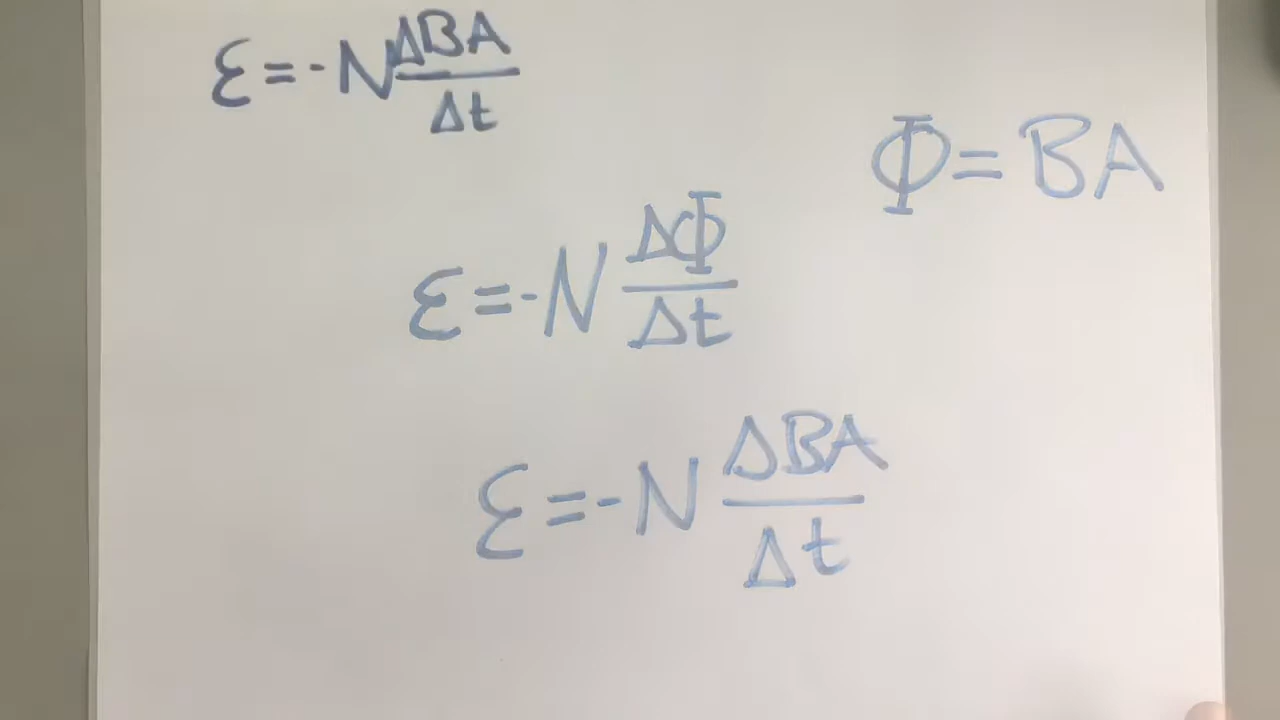 ε = -N ΔBA/Δt
Φ = BA
ε = -N ΔΦ/Δt
ε = -N ΔBA/Δt